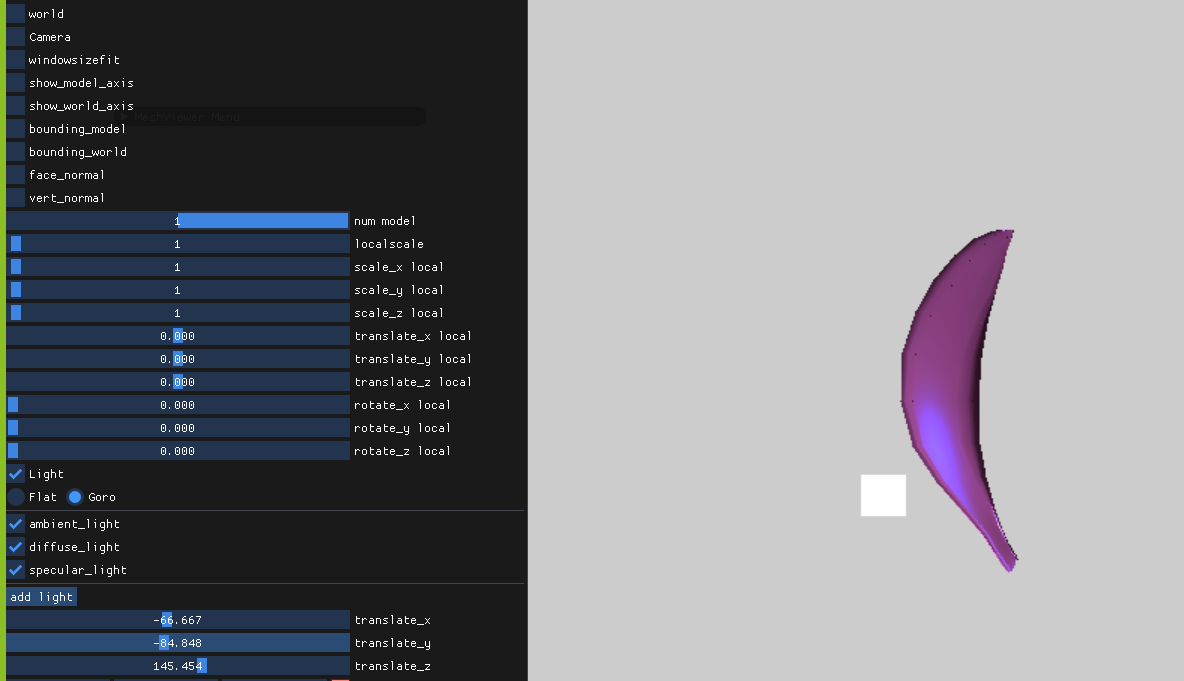 world
Camera
windowsizefit
show_model_axis
show_world_axis
MeshViewer Menu
bounding_model
bounding_world
face_normal
vert_normal
1 num model
1 localscale
1 scale_x local
1 scale_y local
1 scale_z local
0.000 translate_x local
0.000 translate_y local
0.000 translate_z local
0.000 rotate_x local
0.000 rotate_y local
0.000 rotate_z local
Light
Flat Goro
ambient_light
diffuse_light
specular_light
add light
-66.667 translate_x
-84.848 translate_y
145.454 translate_z